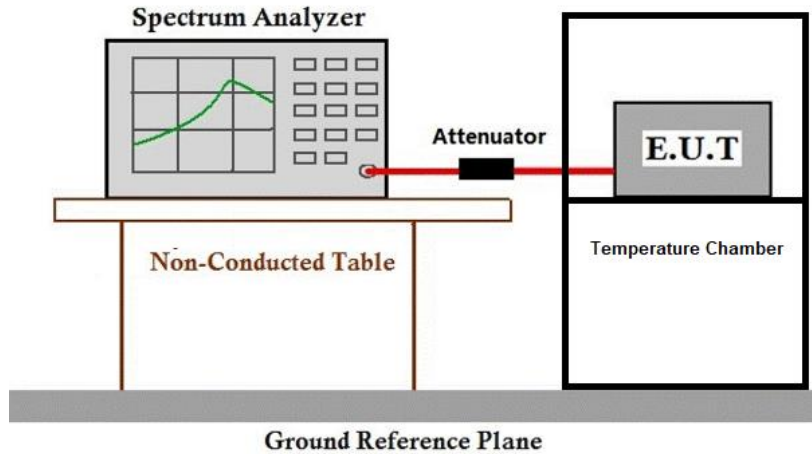 Spectrum Analyzer
Attenuator
E.U.T
Non-Conducted Table
Temperature Chamber
Ground Reference Plane